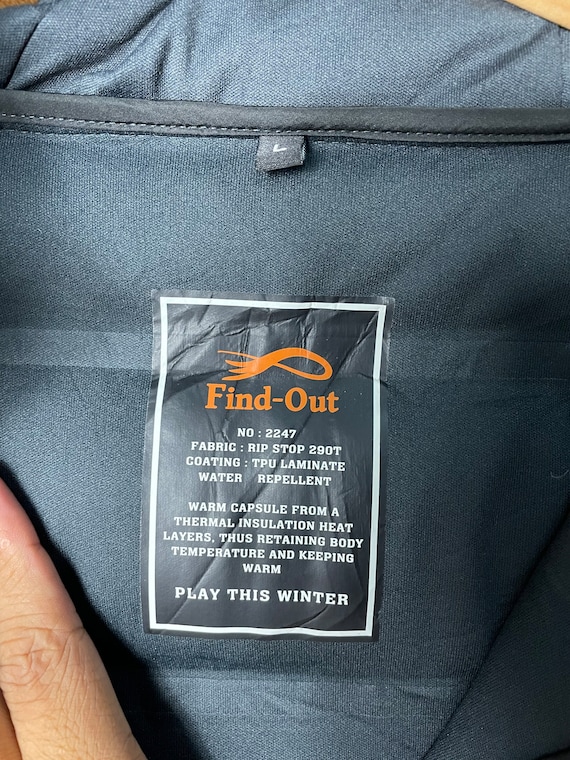 L
Find-Out
NO : 2247
FABRIC : RIP STOP 290T
COATING : TPU LAMINATE
WATER REPELLENT
WARM CAPSULE FROM A
THERMAL INSULATION HEAT
LAYERS, THUS RETAINING BODY
TEMPERATURE AND KEEPING
WARM
PLAY THIS WINTER